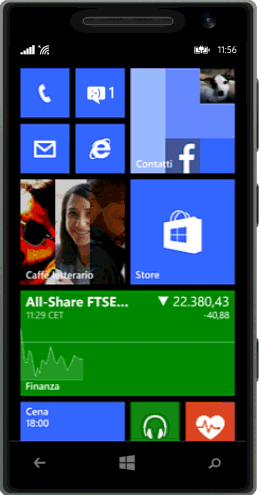 11:56
1
Contatti
Caffè letterario
Store
All-Share FTSE... ▼ 22.380,43
11:29 CET -40,88
Finanza
Cena
18:00